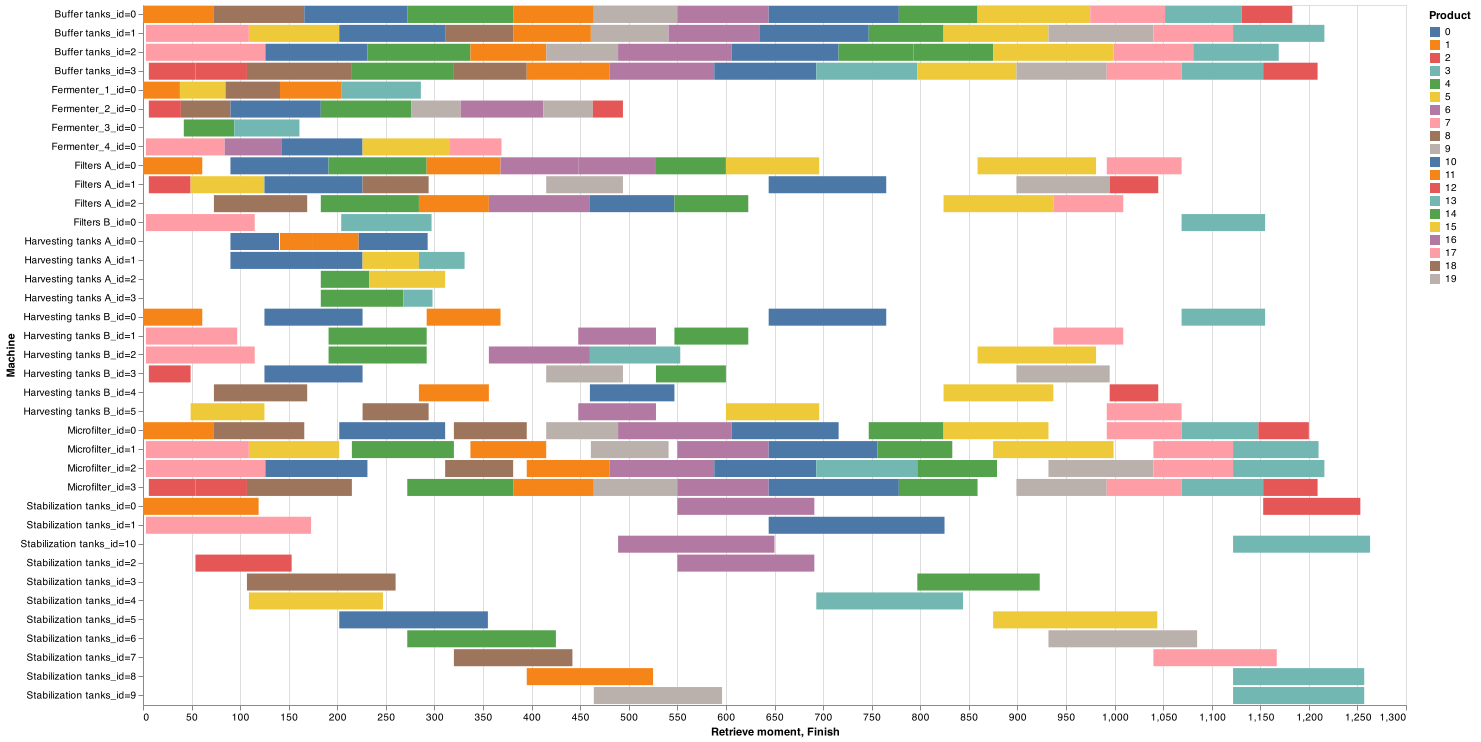 Machine
Buffer tanks_id=0
Buffer tanks_id=1
Buffer tanks_id=2
Buffer tanks_id=3
Fermenter_1_id=0
Fermenter_2_id=0
Fermenter_3_id=0
Fermenter_4_id=0
Filters A_id=0
Filters A_id=1
Filters A_id=2
Filters B_id=0
Harvesting tanks A_id=0
Harvesting tanks A_id=1
Harvesting tanks A_id=2
Harvesting tanks A_id=3
Harvesting tanks B_id=0
Harvesting tanks B_id=1
Harvesting tanks B_id=2
Harvesting tanks B_id=3
Harvesting tanks B_id=4
Harvesting tanks B_id=5
Microfilter_id=0
Microfilter_id=1
Microfilter_id=2
Microfilter_id=3
Stabilization tanks_id=0
Stabilization tanks_id=1
Stabilization tanks_id=10
Stabilization tanks_id=2
Stabilization tanks_id=3
Stabilization tanks_id=4
Stabilization tanks_id=5
Stabilization tanks_id=6
Stabilization tanks_id=7
Stabilization tanks_id=8
Stabilization tanks_id=9
0 50 100 150 200 250 300 350 400 450 500 550 600 650 700 750 800 850 900 950 1,000 1,050 1,100 1,150 1,200 1,250 1,300
Retrieve moment, Finish
Product
0
1
2
3
4
5
6
7
8
9
10
11
12
13
14
15
16
17
18
19